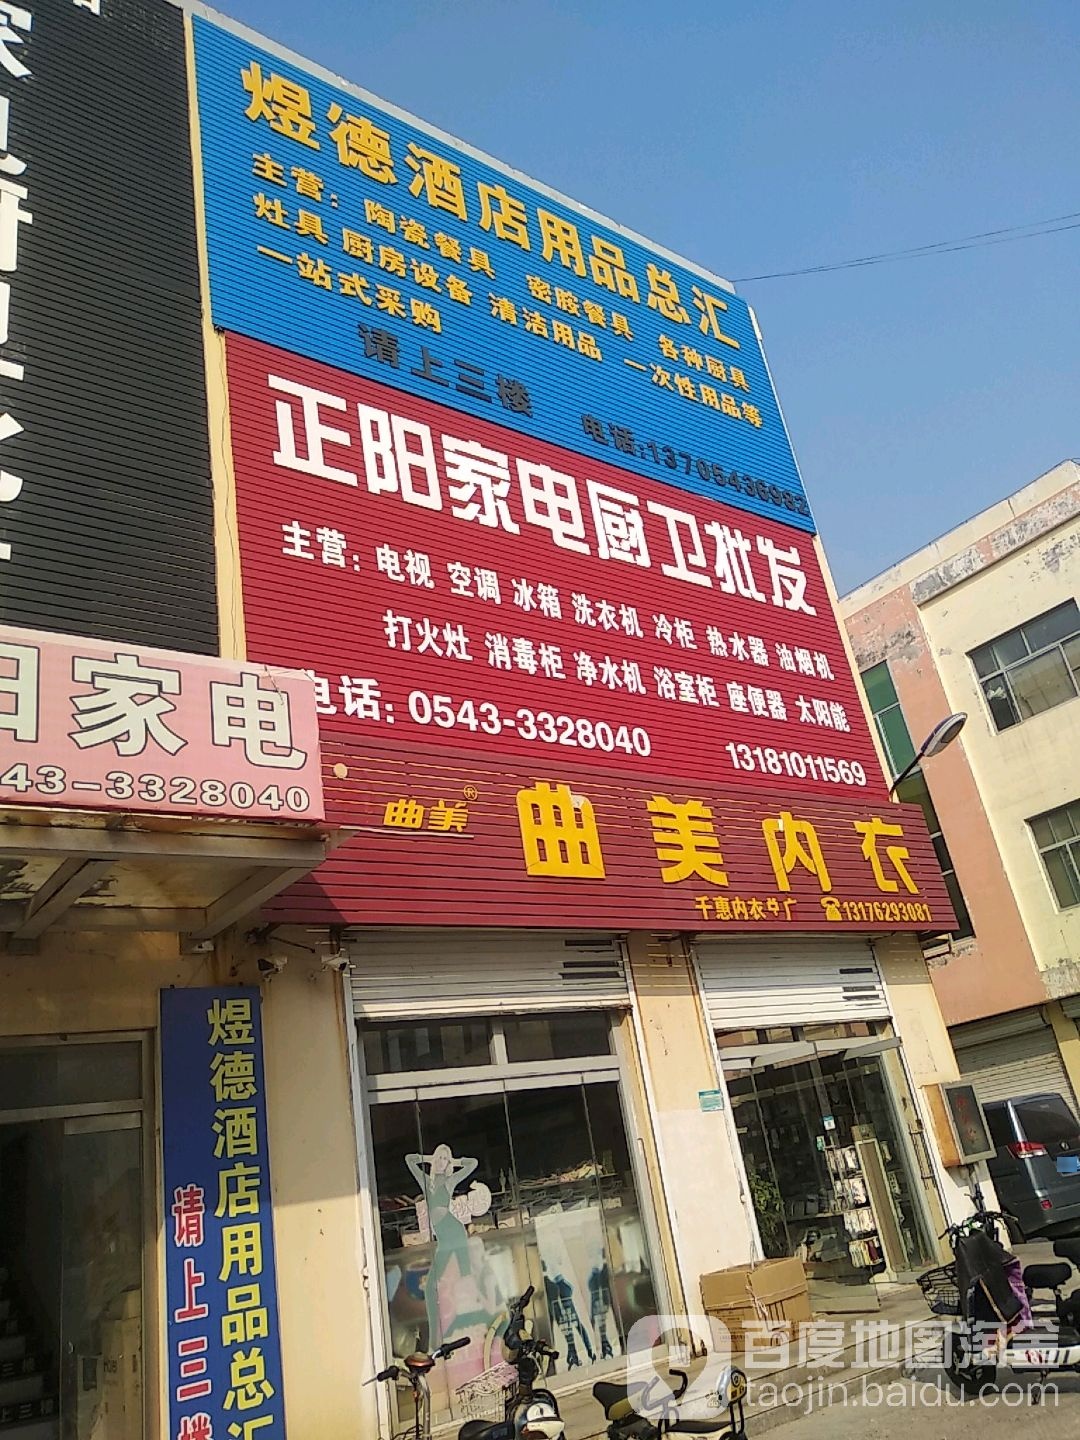 煜德酒店用品总汇
主营：陶瓷餐具 密胺餐具 各种厨具
灶具 厨房设备 清洁用品 一次性用品等
一站式采购
请上三楼 电话:13705436982
正阳家电厨卫批发
主营：电视 空调 冰箱 洗衣机 冷柜 热水器 油烟机
打火灶 消毒柜 净水机 浴室柜 座便器 太阳能
电话：0543-3328040 13181011569
阳家电
43-3328040
曲美® 曲美内衣
千惠内衣 广 ☎13176293081
煜德酒店用品总汇
请上三楼
百度地图淘金
taojin.baidu.com